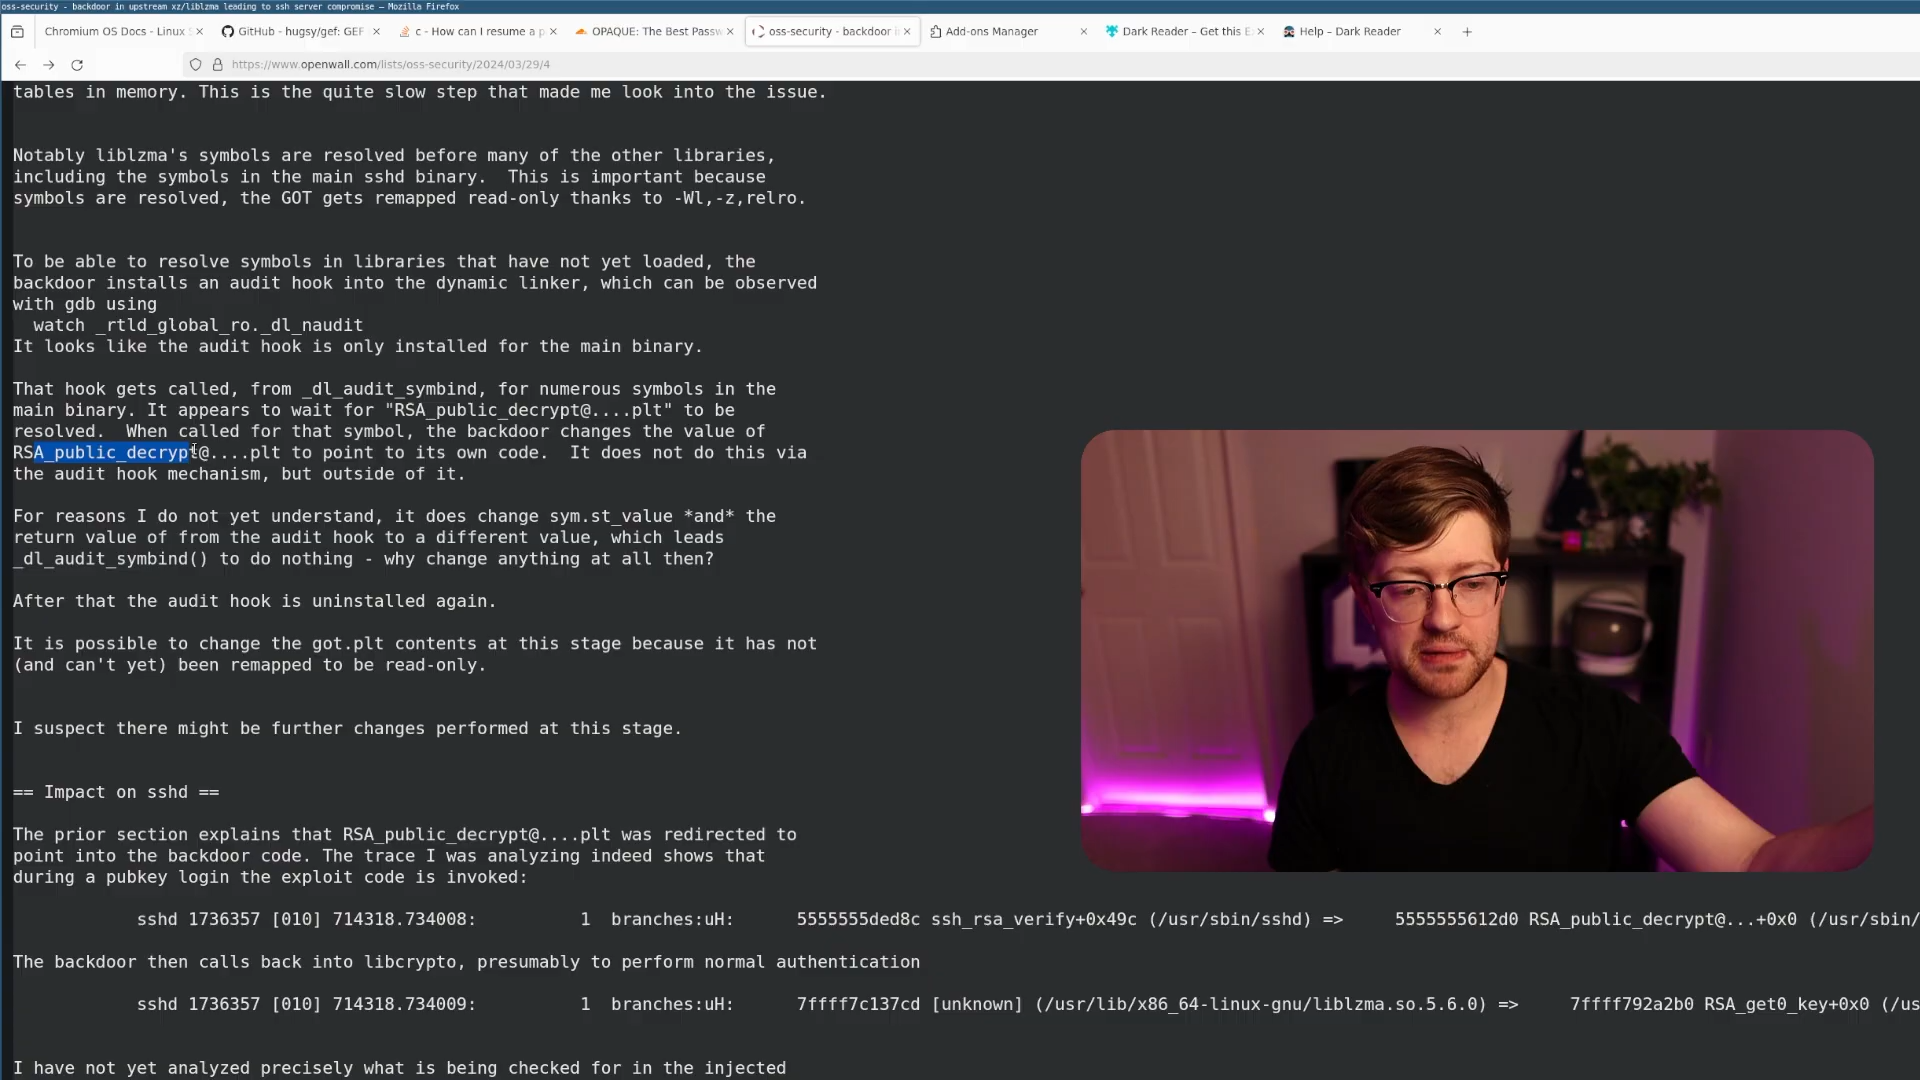 oss-security - backdoor in upstream xz/liblzma leading to ssh server compromise — Mozilla Firefox
Chromium OS Docs - Linux
GitHub - hugsy/gef: GEF
c - How can I resume a p
OPAQUE: The Best Passw
oss-security - backdoor i
Add-ons Manager
Dark Reader – Get this E
Help – Dark Reader
https://www.openwall.com/lists/oss-security/2024/03/29/4
tables in memory. This is the quite slow step that made me look into the issue.
Notably liblzma's symbols are resolved before many of the other libraries,
including the symbols in the main sshd binary.  This is important because
symbols are resolved, the GOT gets remapped read-only thanks to -Wl,-z,relro.
To be able to resolve symbols in libraries that have not yet loaded, the
backdoor installs an audit hook into the dynamic linker, which can be observed
with gdb using
watch _rtld_global_ro._dl_naudit
It looks like the audit hook is only installed for the main binary.
That hook gets called, from _dl_audit_symbind, for numerous symbols in the
main binary. It appears to wait for "RSA_public_decrypt@....plt" to be
resolved.  When called for that symbol, the backdoor changes the value of
RSA_public_decrypt@....plt to point to its own code.  It does not do this via
the audit hook mechanism, but outside of it.
For reasons I do not yet understand, it does change sym.st_value *and* the
return value of from the audit hook to a different value, which leads
_dl_audit_symbind() to do nothing - why change anything at all then?
After that the audit hook is uninstalled again.
It is possible to change the got.plt contents at this stage because it has not
(and can't yet) been remapped to be read-only.
I suspect there might be further changes performed at this stage.
== Impact on sshd ==
The prior section explains that RSA_public_decrypt@....plt was redirected to
point into the backdoor code. The trace I was analyzing indeed shows that
during a pubkey login the exploit code is invoked:
sshd 1736357 [010] 714318.734008:          1  branches:uH:      5555555ded8c ssh_rsa_verify+0x49c (/usr/sbin/sshd) =>     5555555612d0 RSA_public_decrypt@...+0x0 (/usr/sbin/
The backdoor then calls back into libcrypto, presumably to perform normal authentication
sshd 1736357 [010] 714318.734009:          1  branches:uH:      7ffff7c137cd [unknown] (/usr/lib/x86_64-linux-gnu/liblzma.so.5.6.0) =>     7ffff792a2b0 RSA_get0_key+0x0 (/us
I have not yet analyzed precisely what is being checked for in the injected